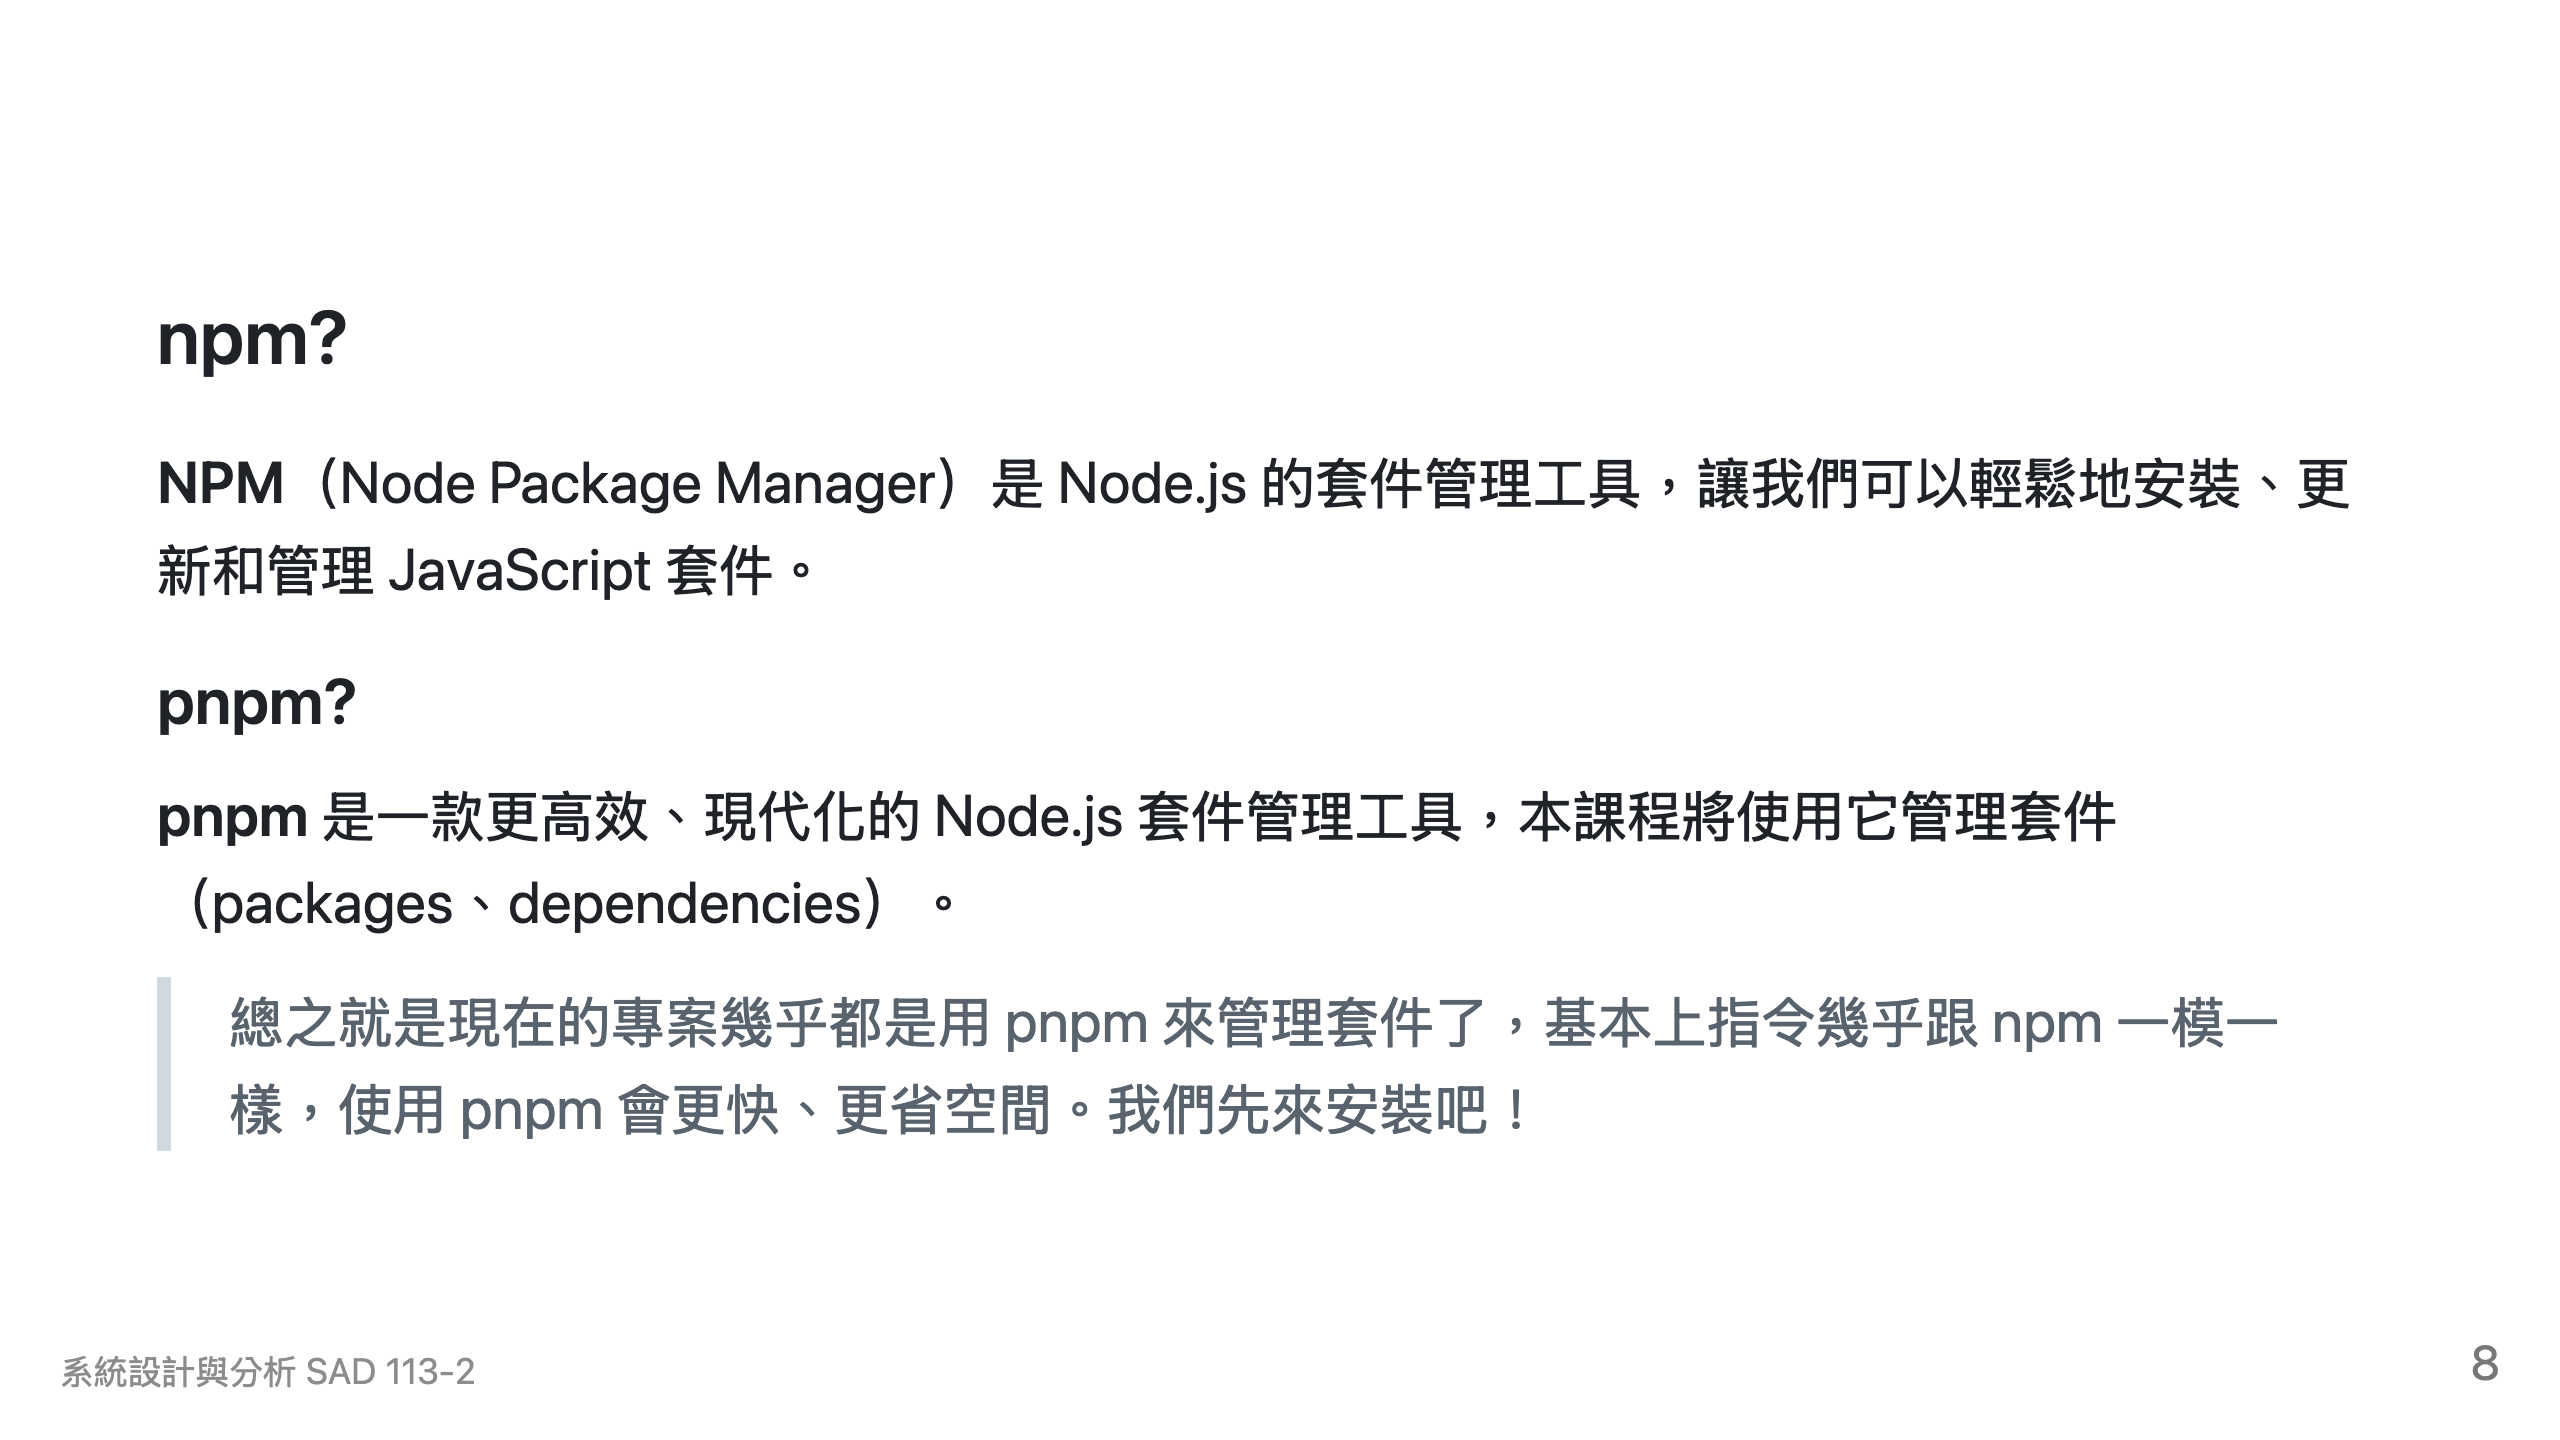 npm?
NPM（Node Package Manager）是 Node.js 的套件管理工具，讓我們可以輕鬆地安裝、更
新和管理 JavaScript 套件。
pnpm?
pnpm 是一款更高效、現代化的 Node.js 套件管理工具，本課程將使用它管理套件
（packages、dependencies）。
總之就是現在的專案幾乎都是用 pnpm 來管理套件了，基本上指令幾乎跟 npm 一模一
樣，使用 pnpm 會更快、更省空間。我們先來安裝吧！
系統設計與分析 SAD 113-2
8